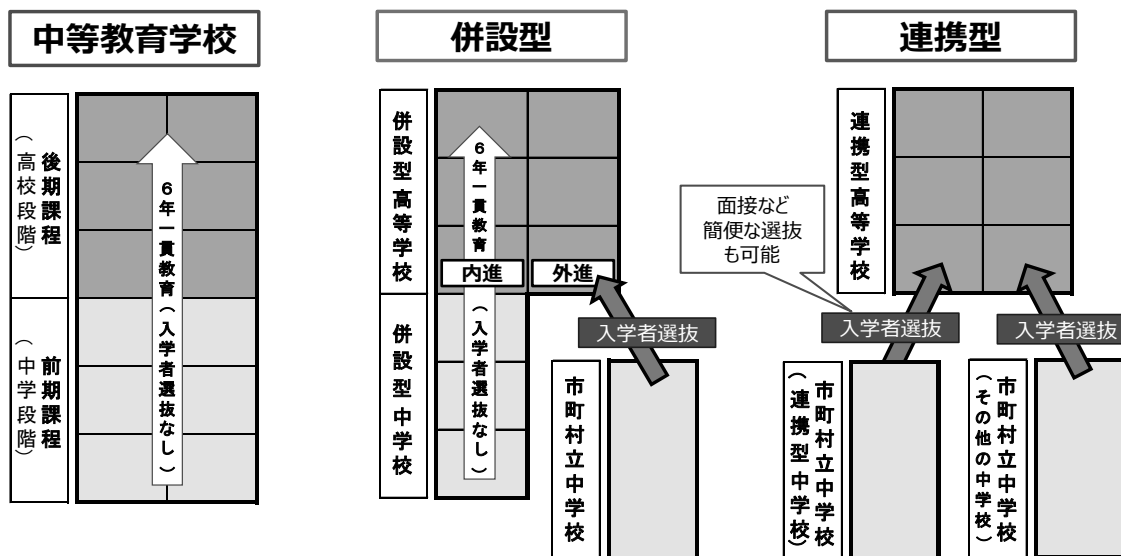 中等教育学校
後期課程
（高校段階）
前期課程
（中学段階）
６年一貫教育（入学者選抜なし）
併設型
併設型高等学校
併設型中学校
６年一貫教育
（入学者選抜なし）
内進
外進
入学者選抜
市町村立中学校
連携型
連携型高等学校
面接など
簡便な選抜
も可能
入学者選抜
入学者選抜
市町村立中学校
（連携型中学校）
市町村立中学校
（その他の中学校）